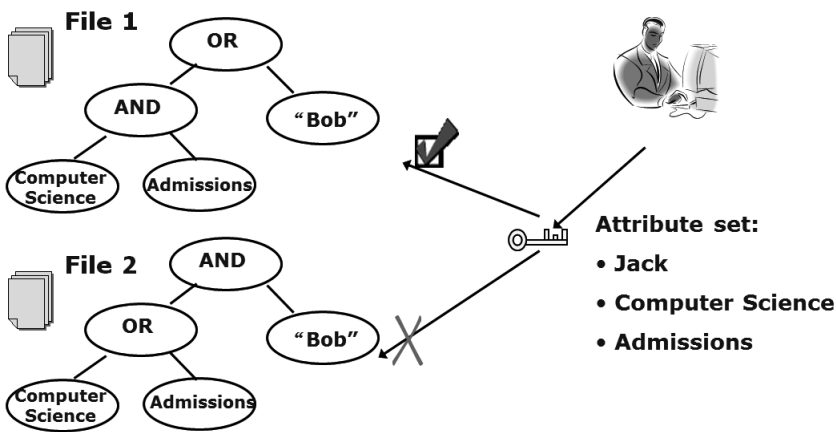 File 1
OR
AND
“Bob”
Computer
Science
Admissions
File 2
AND
OR
“Bob”
Computer
Science
Admissions
Attribute set:
• Jack
• Computer Science
• Admissions